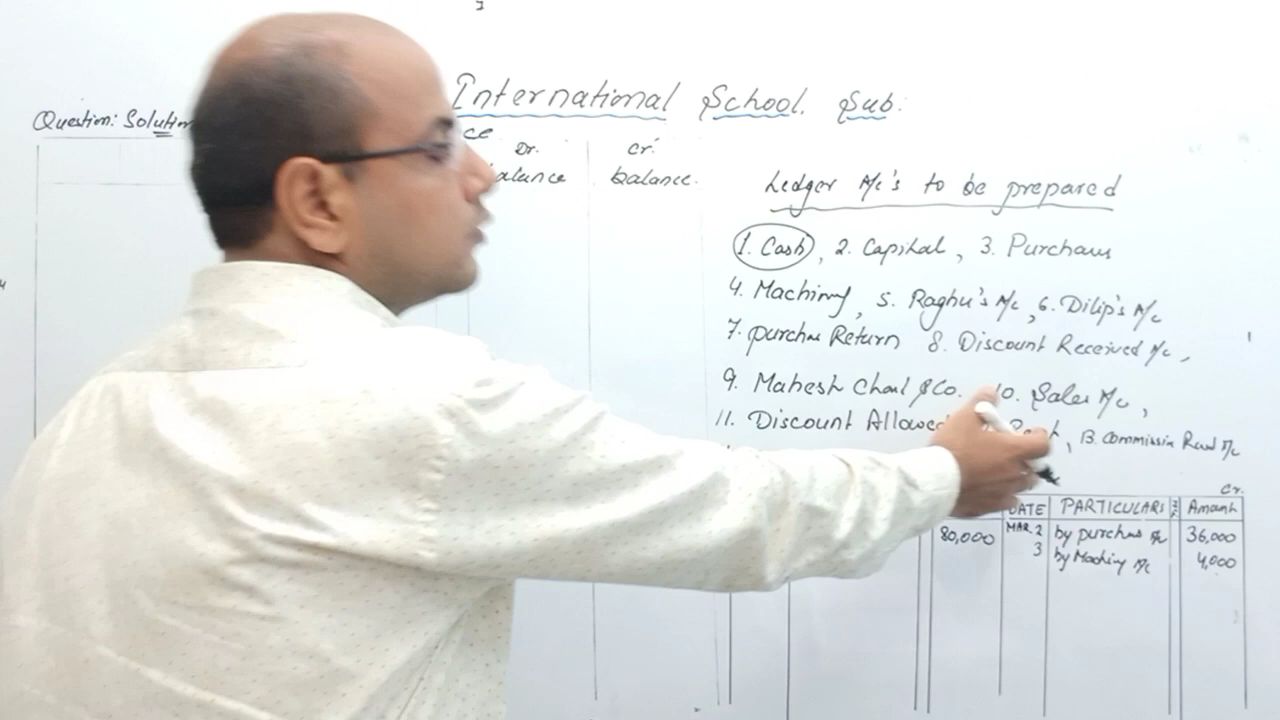 International School. Sub:
Question: Solution
ce
Dr. Cr.
balance.
Ledger A/c's to be prepared
1. Cash, 2. Capital, 3. Purchases
4. Machinery, 5. Raghu's A/c, 6. Dilip's A/c
7. purchase Return 8. Discount Received A/c,
9. Mahesh Chand & Co. 10. Sales A/c,
11. Discount Allowed , 13. Commission Recd A/c
Cr.
DATE PARTICULARS Amount
80,000 MAR. 2 by purchases A/c 36,000
3 by Machinery A/c 4,000